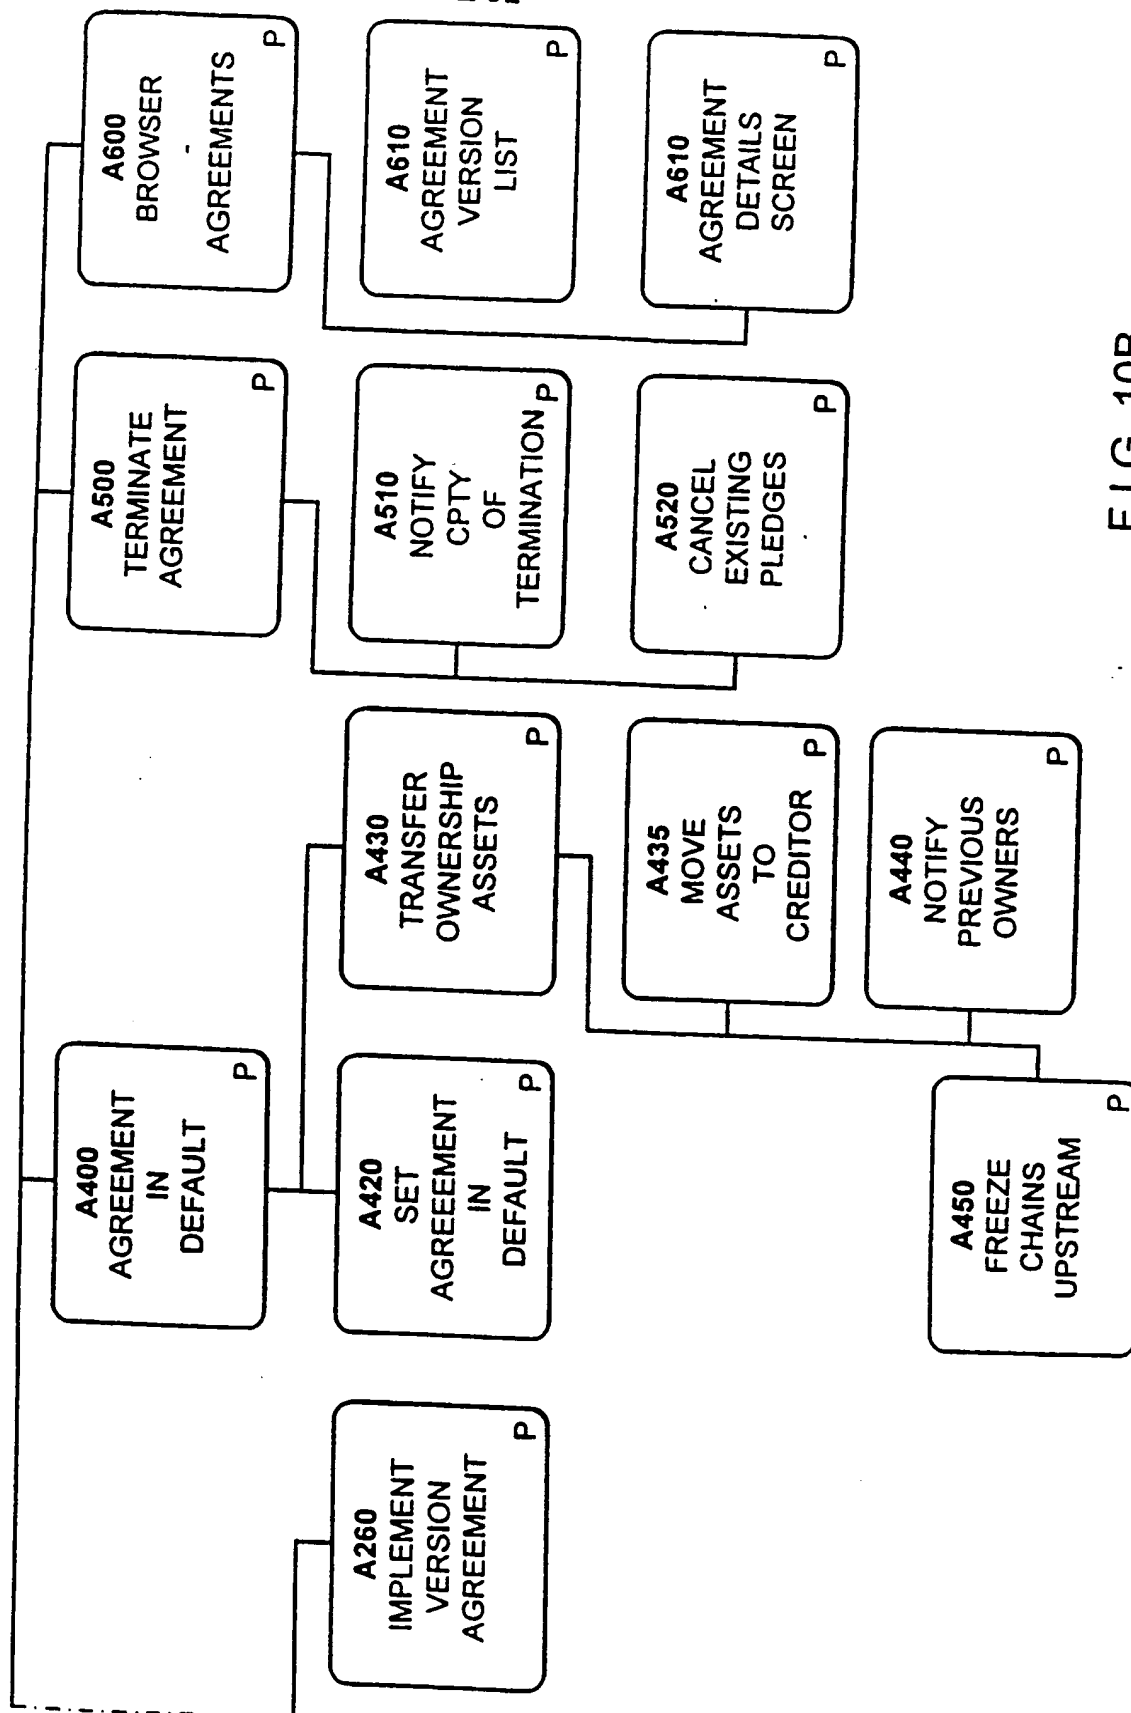 A400
AGREEMENT
IN
DEFAULT
P
A500
TERMINATE
AGREEMENT
P
A600
BROWSER
-
AGREEMENTS
P
A260
IMPLEMENT
VERSION
AGREEMENT
P
A420
SET
AGREEEMENT
IN
DEFAULT
P
A430
TRANSFER
OWNERSHIP
ASSETS
P
A510
NOTIFY
CPTY
OF
TERMINATION
P
A610
AGREEMENT
VERSION
LIST
P
A435
MOVE
ASSETS
TO
CREDITOR
P
A520
CANCEL
EXISTING
PLEDGES
P
A610
AGREEMENT
DETAILS
SCREEN
P
A440
NOTIFY
PREVIOUS
OWNERS
P
A450
FREEZE
CHAINS
UPSTREAM
P
FIG. 10B